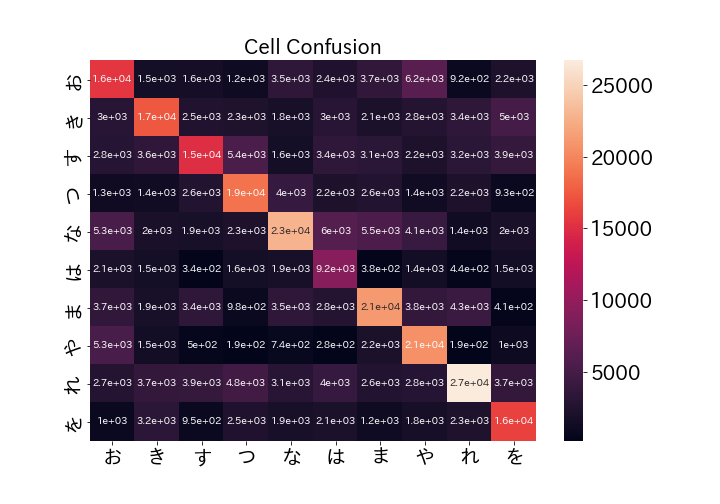 Cell Confusion
お 1.6e+04 1.5e+03 1.6e+03 1.2e+03 3.5e+03 2.4e+03 3.7e+03 6.2e+03 9.2e+02 2.2e+03
き 3e+03 1.7e+04 2.5e+03 2.3e+03 1.8e+03 3e+03 2.1e+03 2.8e+03 3.4e+03 5e+03
す 2.8e+03 3.6e+03 1.5e+04 5.4e+03 1.6e+03 3.4e+03 3.1e+03 2.2e+03 3.2e+03 3.9e+03
つ 1.3e+03 1.4e+03 2.6e+03 1.9e+04 4e+03 2.2e+03 2.6e+03 1.4e+03 2.2e+03 9.3e+02
な 5.3e+03 2e+03 1.9e+03 2.3e+03 2.3e+04 6e+03 5.5e+03 4.1e+03 1.4e+03 2e+03
は 2.1e+03 1.5e+03 3.4e+02 1.6e+03 1.9e+03 9.2e+03 3.8e+02 1.4e+03 4.4e+02 1.5e+03
ま 3.7e+03 1.9e+03 3.4e+03 9.8e+02 3.5e+03 2.8e+03 2.1e+04 3.8e+03 4.3e+03 4.1e+02
や 5.3e+03 1.5e+03 5e+02 1.9e+02 7.4e+02 2.8e+02 2.2e+03 2.1e+04 1.9e+02 1e+03
れ 2.7e+03 3.7e+03 3.9e+03 4.8e+03 3.1e+03 4e+03 2.6e+03 2.8e+03 2.7e+04 3.7e+03
を 1e+03 3.2e+03 9.5e+02 2.5e+03 1.9e+03 2.1e+03 1.2e+03 1.8e+03 2.3e+03 1.6e+04
お き す つ な は ま や れ を
25000
20000
15000
10000
5000